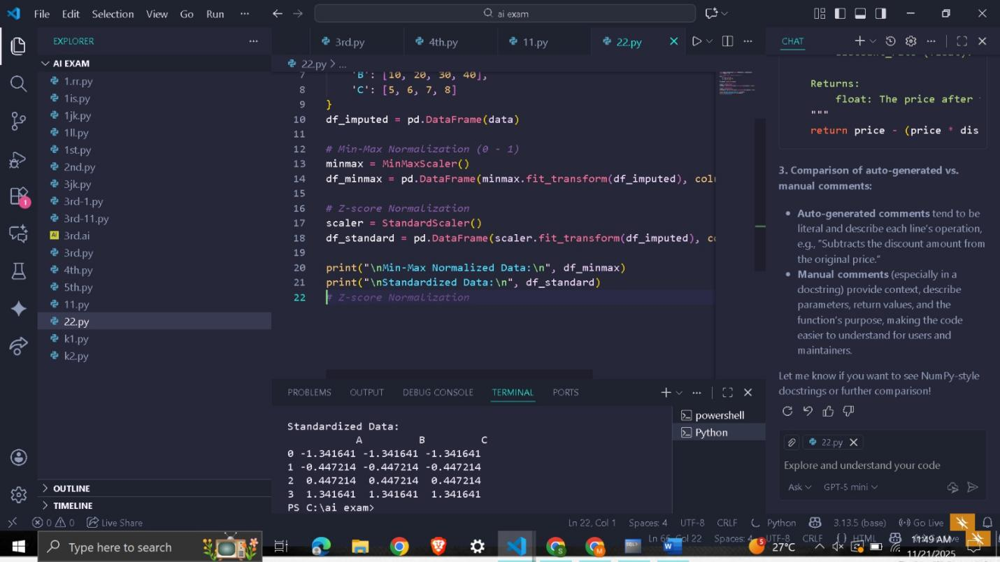 File Edit Selection View Go Run ··· ai exam
EXPLORER ···
AI EXAM
1.rr.py
1is.py
1jk.py
1ll.py
1st.py
2nd.py
3jk.py
3rd-1.py
3rd-11.py
AI 3rd.ai
3rd.py
4th.py
5th.py
11.py
22.py
k1.py
k2.py
OUTLINE
TIMELINE
1
3rd.py 4th.py 11.py 22.py
22.py > ...
7 'B': [10, 20, 30, 40],
8 'C': [5, 6, 7, 8]
9 }
10 df_imputed = pd.DataFrame(data)
11
12 # Min-Max Normalization (0 - 1)
13 minmax = MinMaxScaler()
14 df_minmax = pd.DataFrame(minmax.fit_transform(df_imputed), colu
15
16 # Z-score Normalization
17 scaler = StandardScaler()
18 df_standard = pd.DataFrame(scaler.fit_transform(df_imputed), co
19
20 print("\nMin-Max Normalized Data:\n", df_minmax)
21 print("\nStandardized Data:\n", df_standard)
22 # Z-score Normalization
PROBLEMS OUTPUT DEBUG CONSOLE TERMINAL PORTS
Standardized Data:
A B C
0 -1.341641 -1.341641 -1.341641
1 -0.447214 -0.447214 -0.447214
2 0.447214 0.447214 0.447214
3 1.341641 1.341641 1.341641
PS C:\ai exam>
powershell
Python
CHAT
Returns:
float: The price after
"""
return price - (price * dis
3. Comparison of auto-generated vs.
manual comments:
• Auto-generated comments tend to be
literal and describe each line's operation,
e.g., "Subtracts the discount amount from
the original price."
• Manual comments (especially in a
docstring) provide context, describe
parameters, return values, and the
function's purpose, making the code
easier to understand for users and
maintainers.
Let me know if you want to see NumPy-style
docstrings or further comparison!
22.py
Explore and understand your code
Ask GPT-5 mini
0 0 Live Share Ln 22, Col 1 Spaces: 4 UTF-8 CRLF Python 3.13.5 (base) Go Live
Ln 66, Col 22 Spaces: 4 UTF-8 CRLF { } HTML
Type here to search 27°C 11:49 AM
11/21/2025